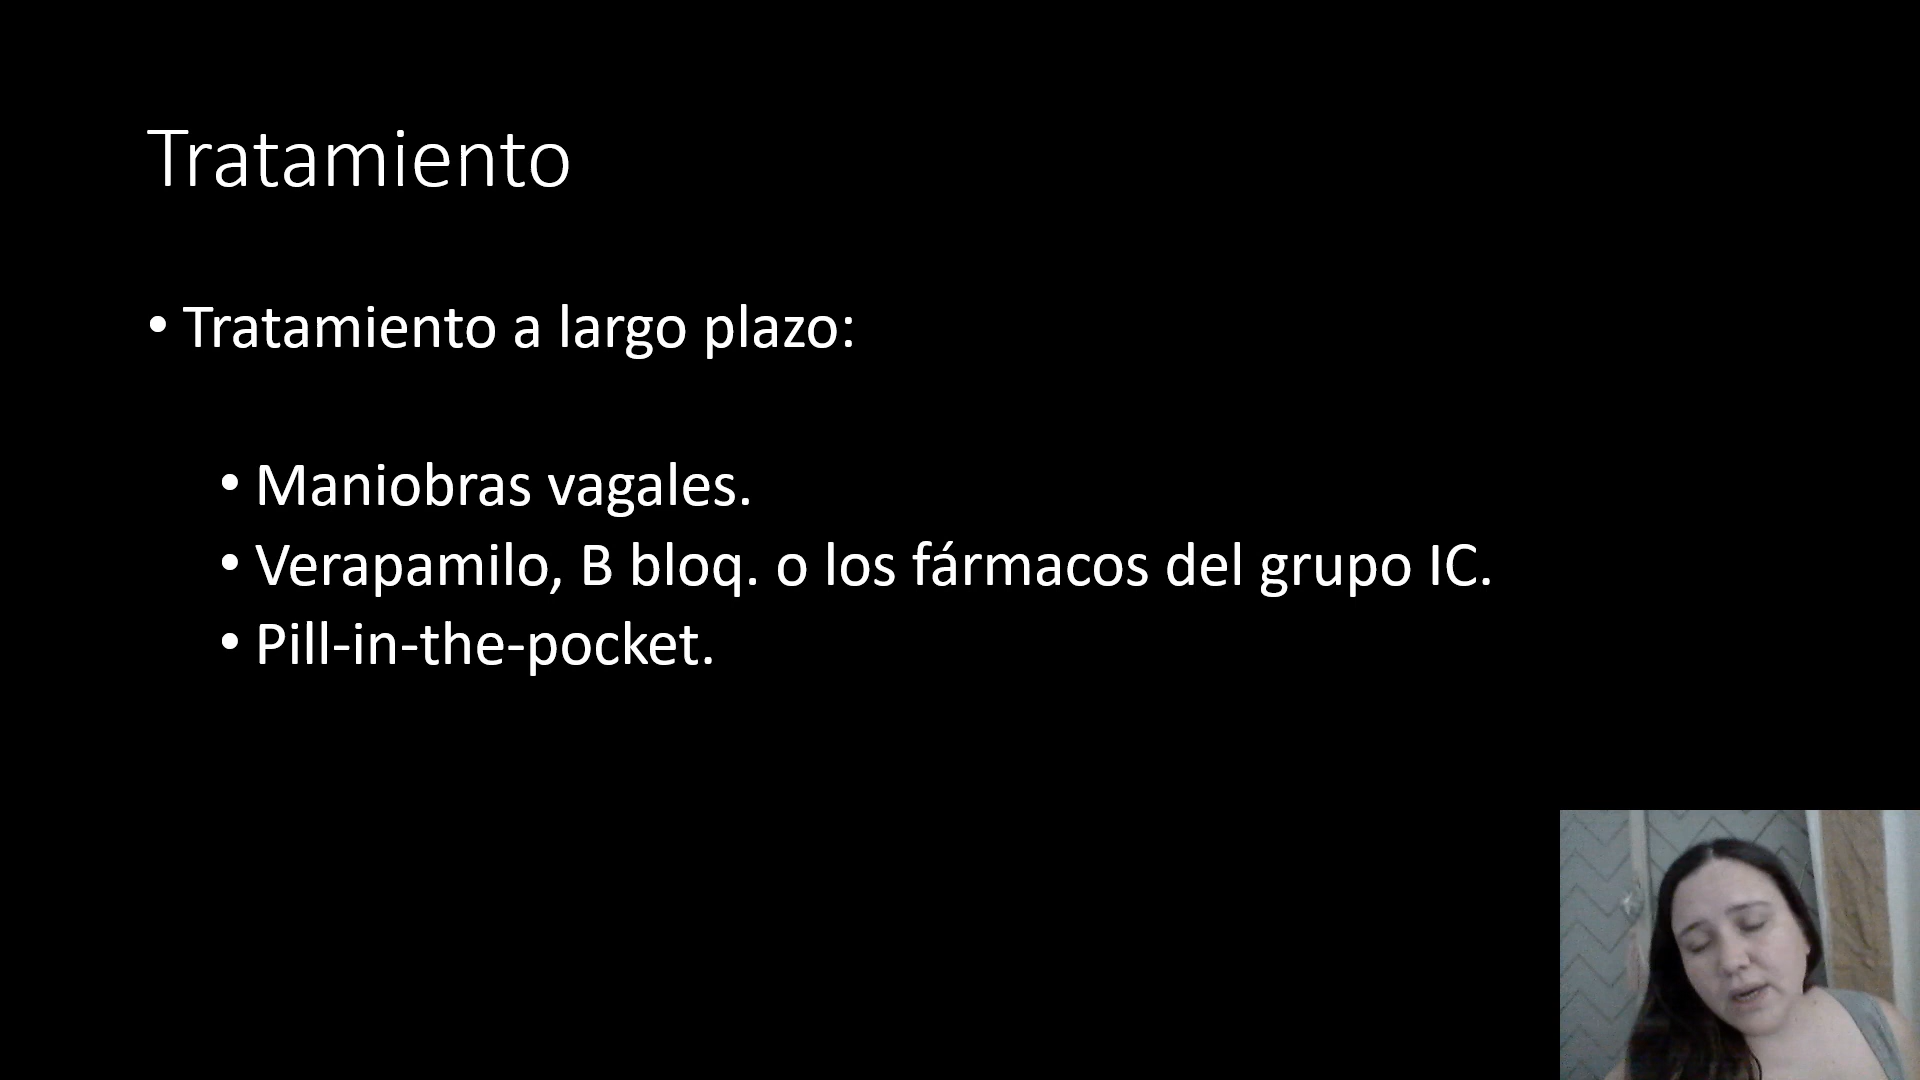 Tratamiento
• Tratamiento a largo plazo:
• Maniobras vagales.
• Verapamilo, B bloq. o los fármacos del grupo IC.
• Pill-in-the-pocket.